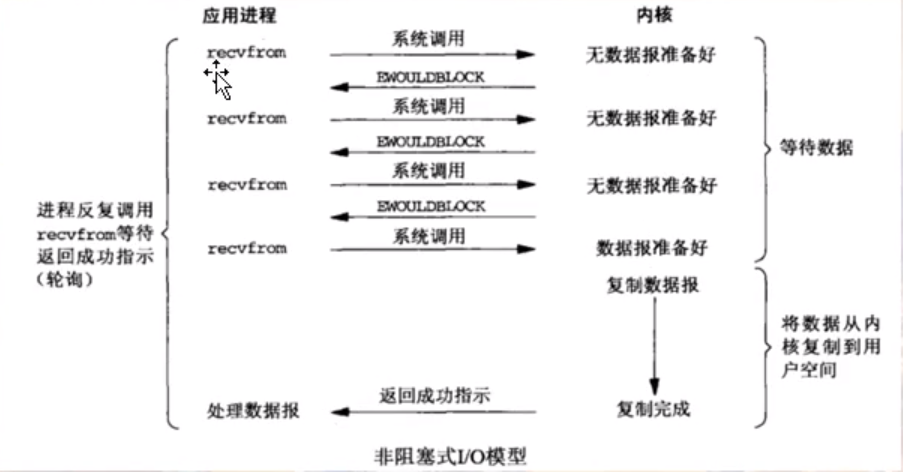 应用进程
内核
recvfrom
系统调用
无数据报准备好
EWOULDBLOCK
recvfrom
系统调用
无数据报准备好
EWOULDBLOCK
recvfrom
系统调用
无数据报准备好
EWOULDBLOCK
recvfrom
系统调用
数据报准备好
等待数据
进程反复调用
recvfrom等待
返回成功指示
（轮询）
复制数据报
将数据从内
核复制到用
户空间
处理数据报
返回成功指示
复制完成
非阻塞式I/O模型